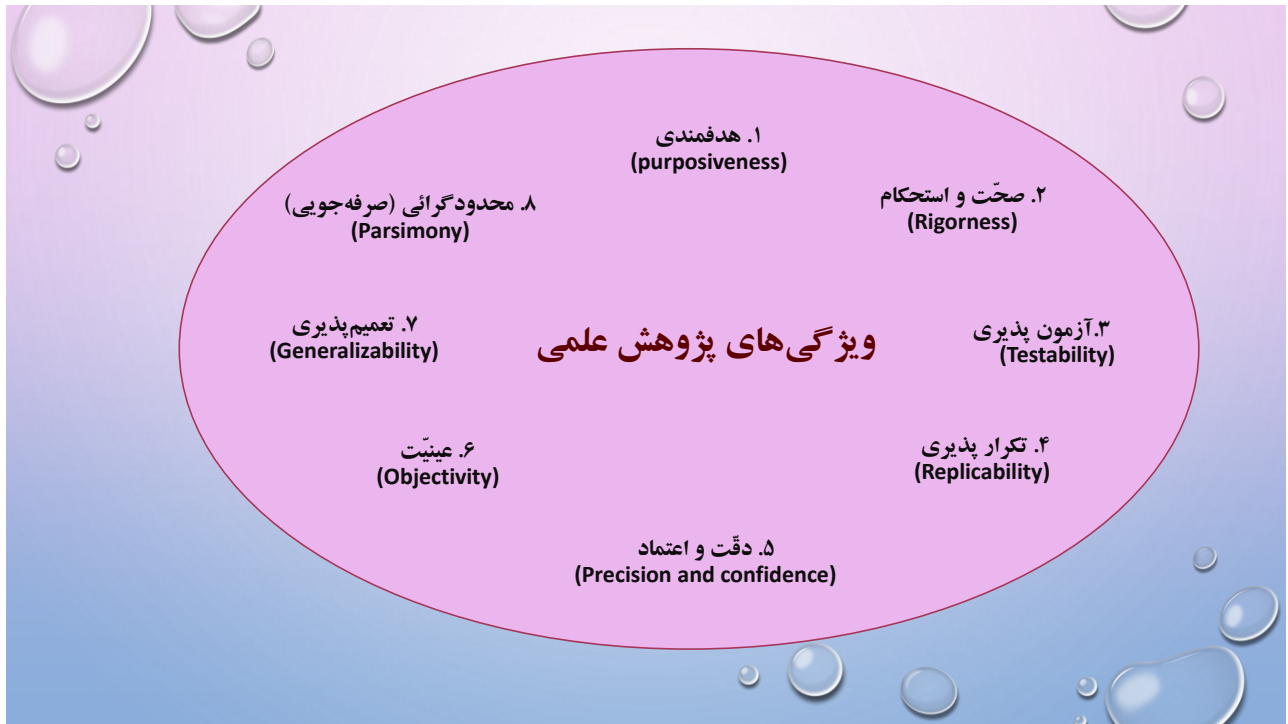 ۱. هدفمندی
(purposiveness)
۲. صحّت و استحکام
(Rigorness)
۳.آزمون پذیری
(Testability)
۴. تکرار پذیری
(Replicability)
۵. دقّت و اعتماد
(Precision and confidence)
۶. عینیّت
(Objectivity)
۷. تعمیم‌پذیری
(Generalizability)
۸. محدودگرائی (صرفه‌جویی)
(Parsimony)
ویژگی‌های پژوهش علمی